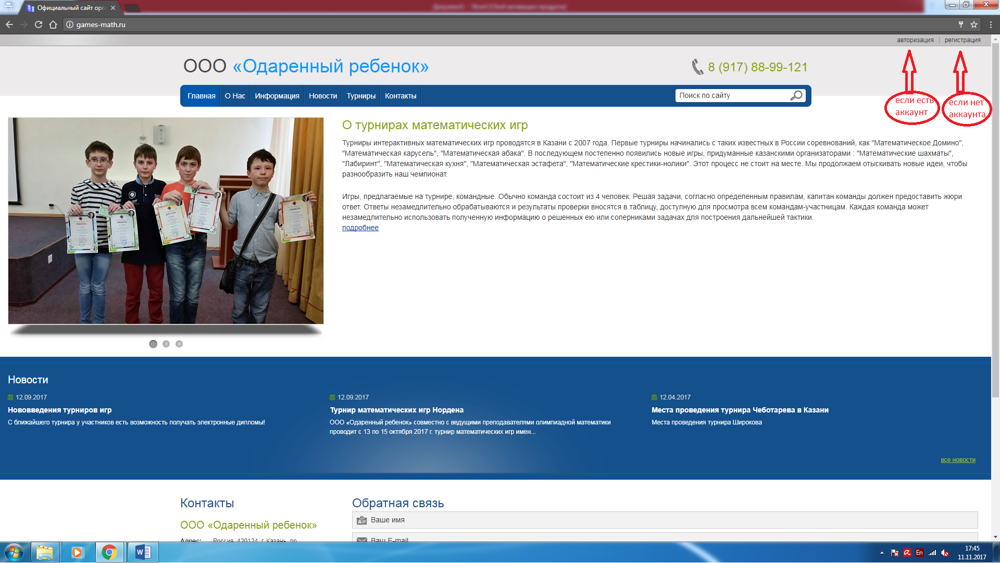 Официальный сайт орга
games-math.ru
авторизация | регистрация
ООО «Одаренный ребенок»
8 (917) 88-99-121
Главная О Нас Информация Новости Турниры Контакты
Поиск по сайту
если есть
аккаунт
если нет
аккаунта
О турнирах математических игр
Турниры интерактивных математических игр проводятся в Казани с 2007 года. Первые турниры начинались с таких известных в России соревнований, как "Математическое Домино",
"Математическая карусель", "Математическая абака". В последующем постепенно появились новые игры, придуманные казанскими организаторами : "Математические шахматы",
"Лабиринт", "Математическая кухня", "Математическая эстафета", "Математические крестики-нолики". Этот процесс не стоит на месте. Мы продолжаем отыскивать новые идеи, чтобы
разнообразить наш чемпионат.
Игры, предлагаемые на турнире, командные. Обычно команда состоит из 4 человек. Решая задачи, согласно определенным правилам, капитан команды должен предоставить жюри
ответ. Ответы незамедлительно обрабатываются и результаты проверки вносятся в таблицу, доступную для просмотра всем командам-участницам. Каждая команда может
незамедлительно использовать полученную информацию о решенных ею или соперниками задачах для построения дальнейшей тактики.
подробнее
ГРАМОТА
ГРАМОТА
ДИПЛОМ
ГРАМОТА
ГРАМОТА
Новости
12.09.2017
Нововведения турниров игр
С ближайшего турнира у участников есть возможность получать электронные дипломы!
12.09.2017
Турнир математических игр Нордена
ООО «Одаренный ребенок» совместно с ведущими преподавателями олимпиадной математики
проводит с 13 по 15 октября 2017 г. турнир математических игр имен...
12.04.2017
Места проведения турнира Чеботарева в Казани
Места проведения турнира Широкова
все новости
Контакты
ООО «Одаренный ребенок»
Адрес: Россия, 420124, г. Казань, пр.
Обратная связь
Ваше имя
Ваш E-mail
En
17:45
11.11.2017